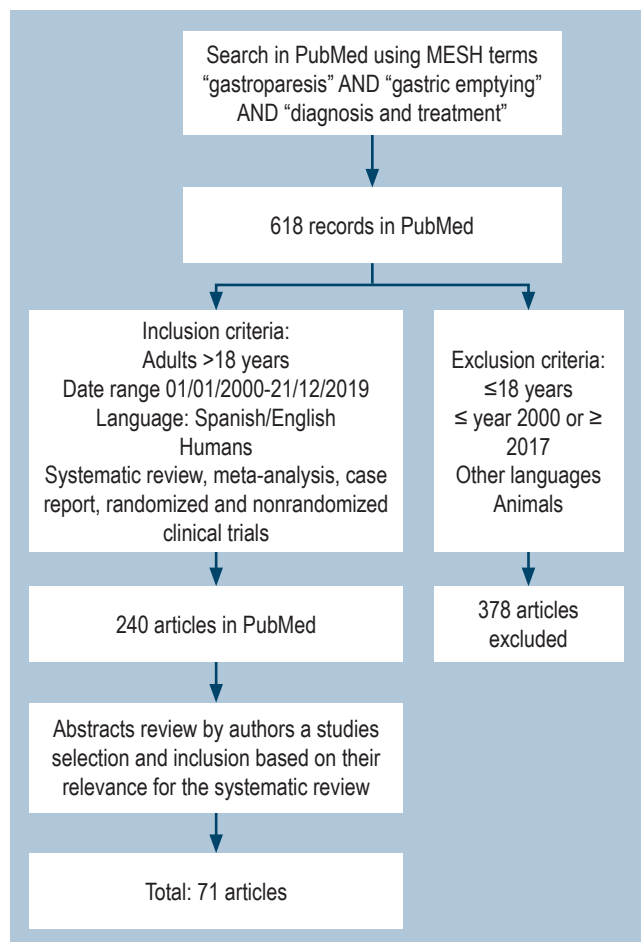 Search in PubMed using MESH terms
“gastroparesis” AND “gastric emptying”
AND “diagnosis and treatment”
618 records in PubMed
Inclusion criteria:
Adults >18 years
Date range 01/01/2000-21/12/2019
Language: Spanish/English
Humans
Systematic review, meta-analysis, case
report, randomized and nonrandomized
clinical trials
Exclusion criteria:
≤18 years
≤ year 2000 or ≥
2017
Other languages
Animals
240 articles in PubMed
378 articles
excluded
Abstracts review by authors a studies
selection and inclusion based on their
relevance for the systematic review
Total: 71 articles